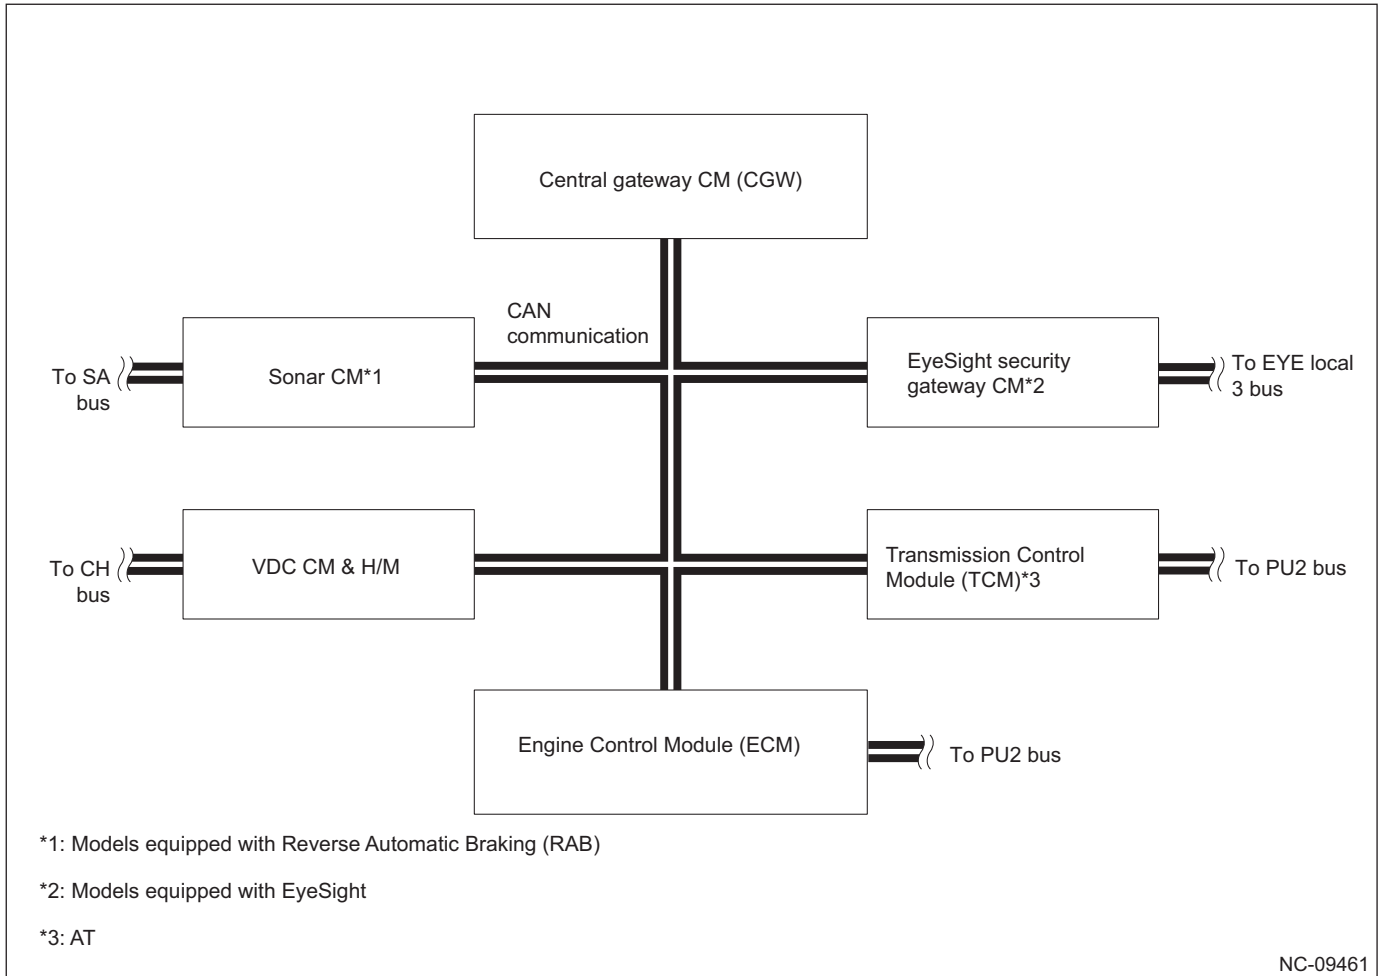 Central gateway CM (CGW)
CAN
communication
To SA
bus
Sonar CM*1
EyeSight security
gateway CM*2
To EYE local
3 bus
To CH
bus
VDC CM & H/M
Transmission Control
Module (TCM)*3
To PU2 bus
Engine Control Module (ECM)
To PU2 bus
*1: Models equipped with Reverse Automatic Braking (RAB)
*2: Models equipped with EyeSight
*3: AT
NC-09461